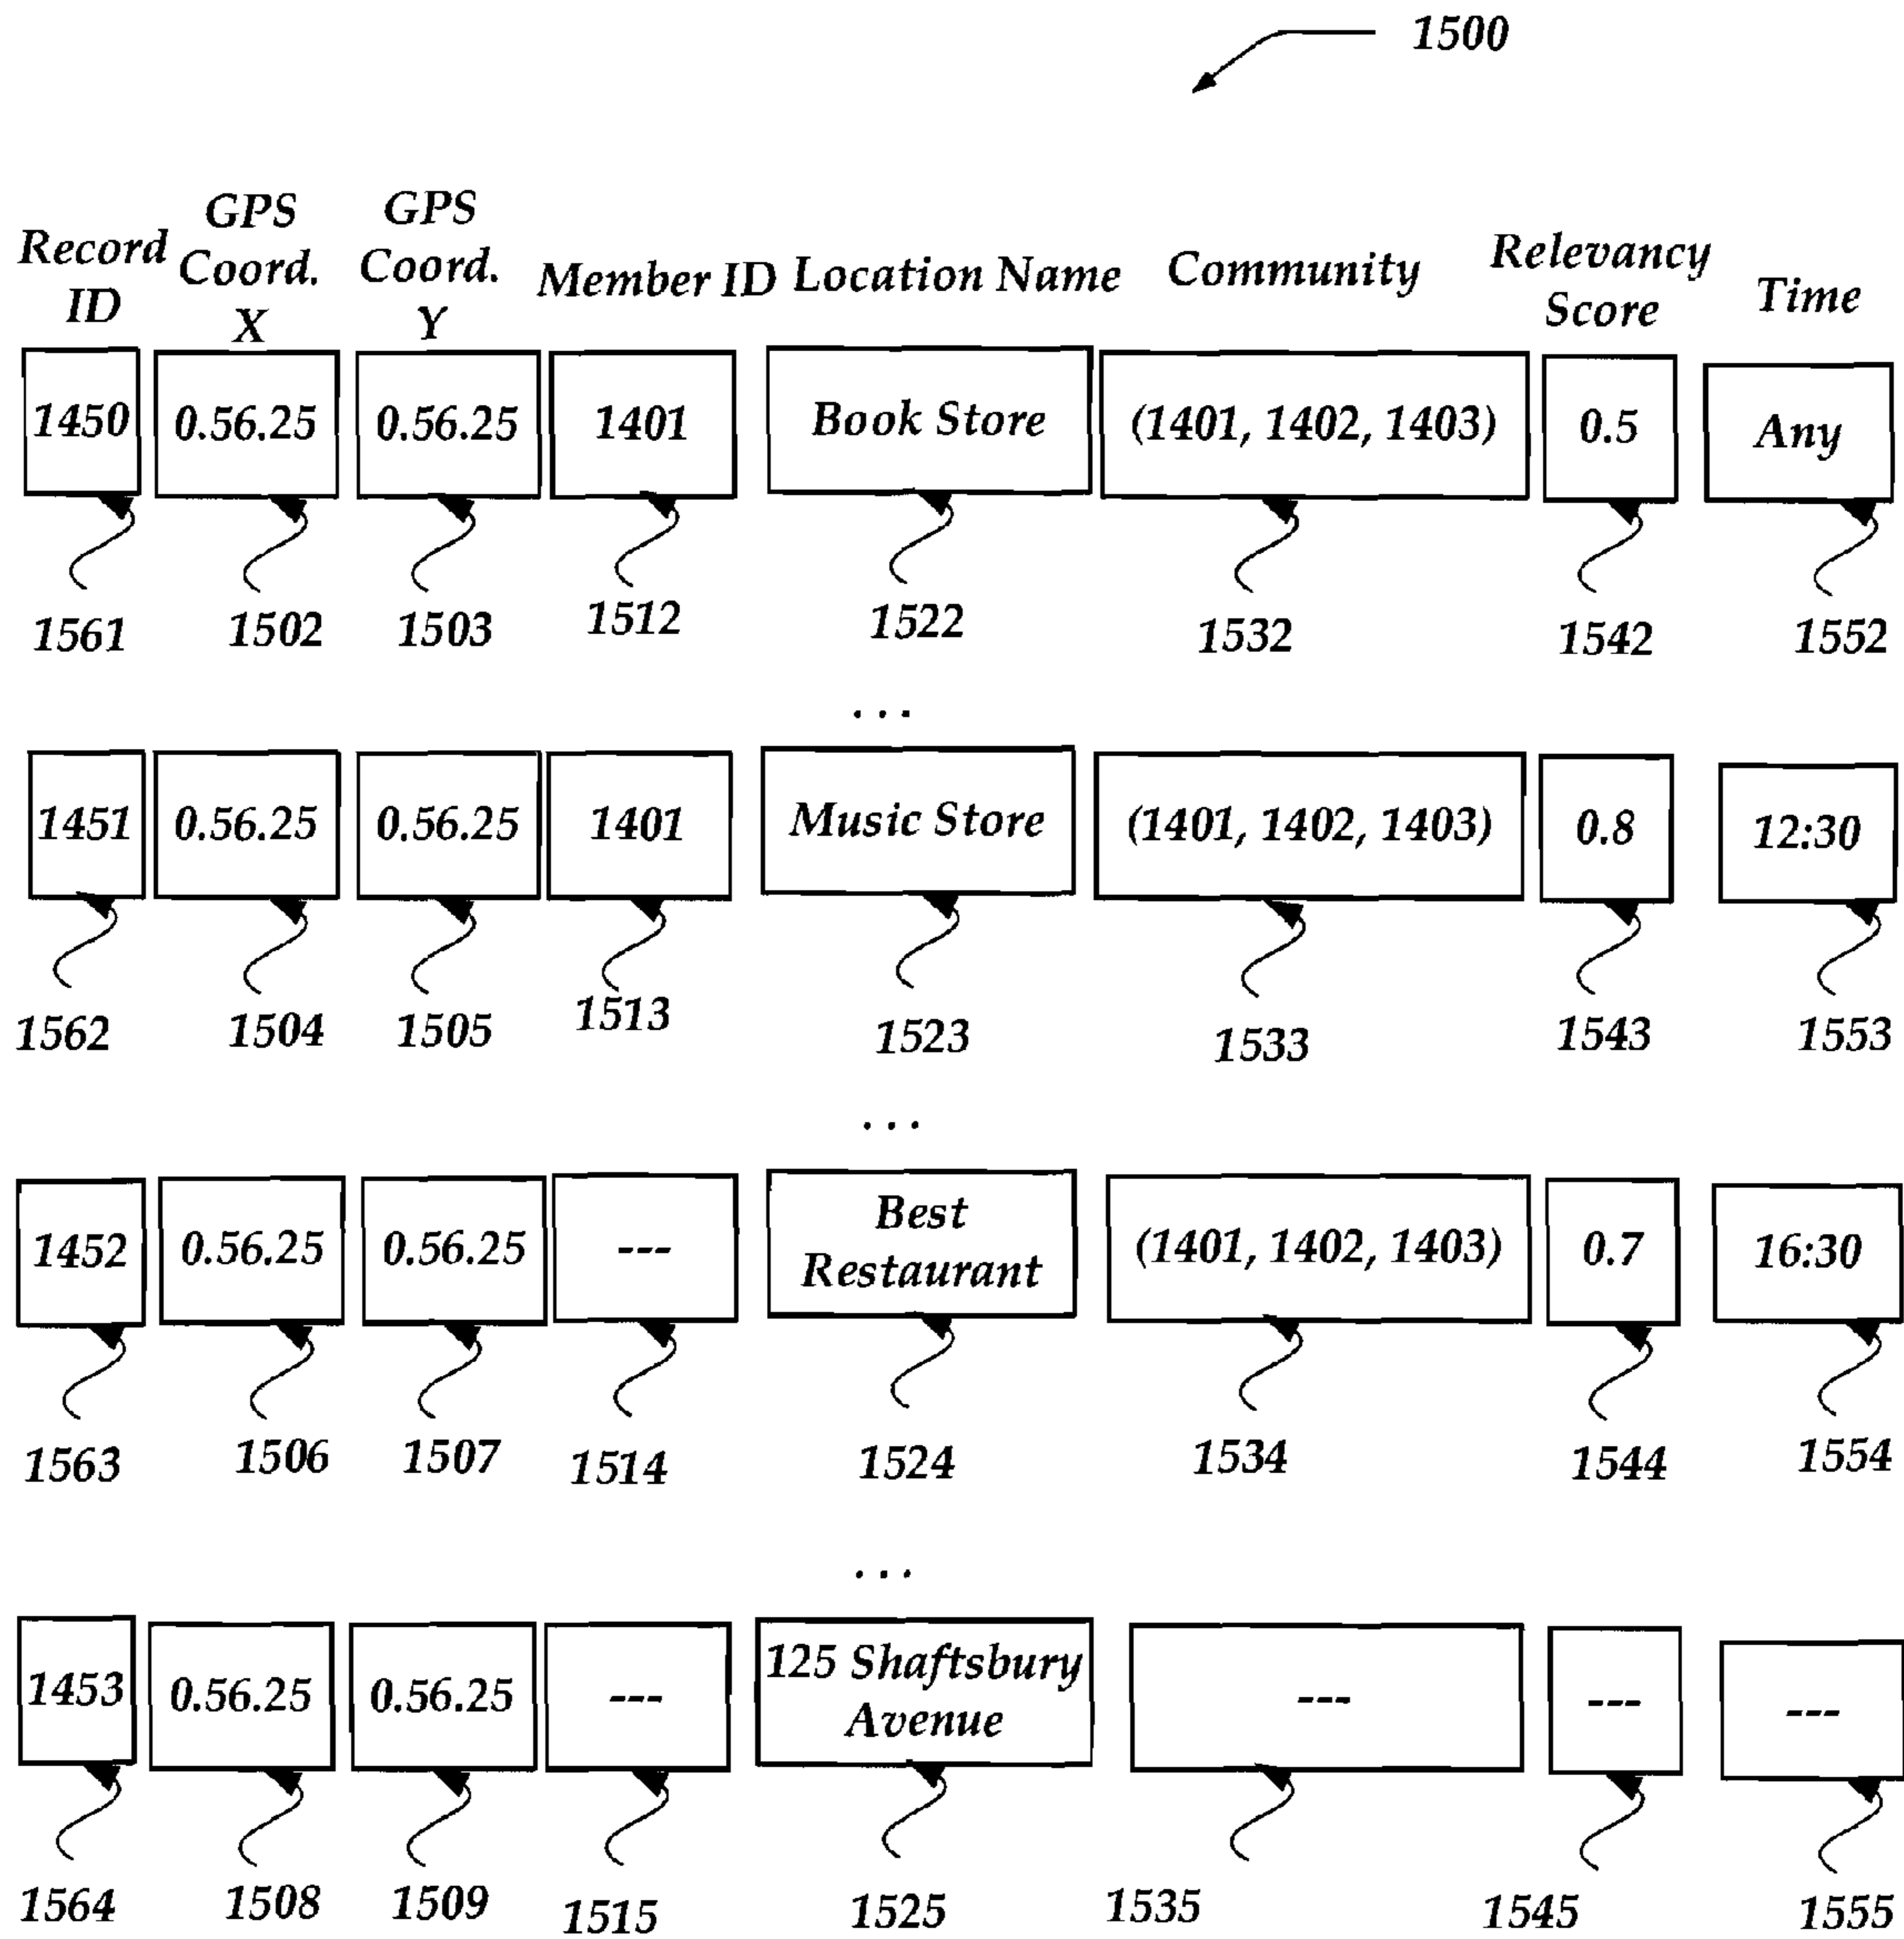 1500
Record ID
GPS Coord. X
GPS Coord. Y
Member ID
Location Name
Community
Relevancy Score
Time
1450 0.56.25 0.56.25 1401 Book Store (1401, 1402, 1403) 0.5 Any
1561 1502 1503 1512 1522 1532 1542 1552
...
1451 0.56.25 0.56.25 1401 Music Store (1401, 1402, 1403) 0.8 12:30
1562 1504 1505 1513 1523 1533 1543 1553
...
1452 0.56.25 0.56.25 --- Best Restaurant (1401, 1402, 1403) 0.7 16:30
1563 1506 1507 1514 1524 1534 1544 1554
...
1453 0.56.25 0.56.25 --- 125 Shaftsbury Avenue --- --- ---
1564 1508 1509 1515 1525 1535 1545 1555